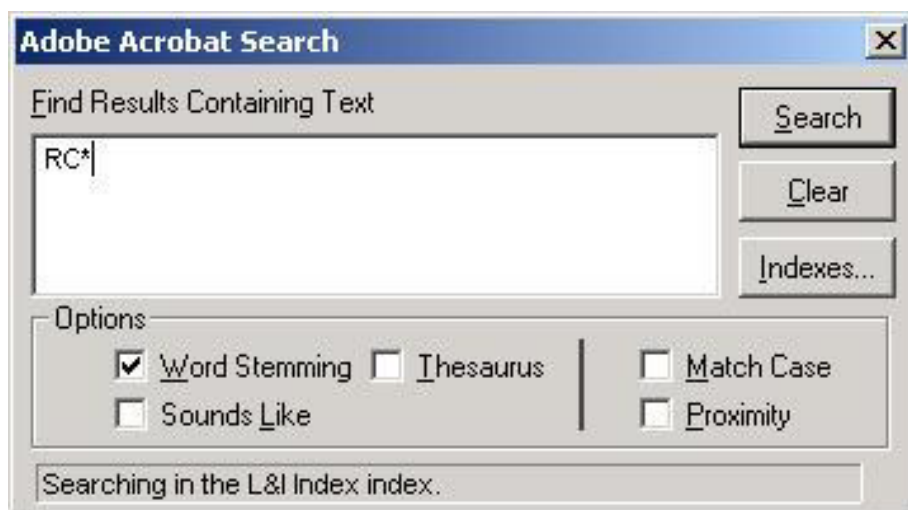 Adobe Acrobat Search
Find Results Containing Text
Search
RC*
Clear
Indexes...
Options
Word Stemming Thesaurus Match Case
Sounds Like Proximity
Searching in the L&I Index index.